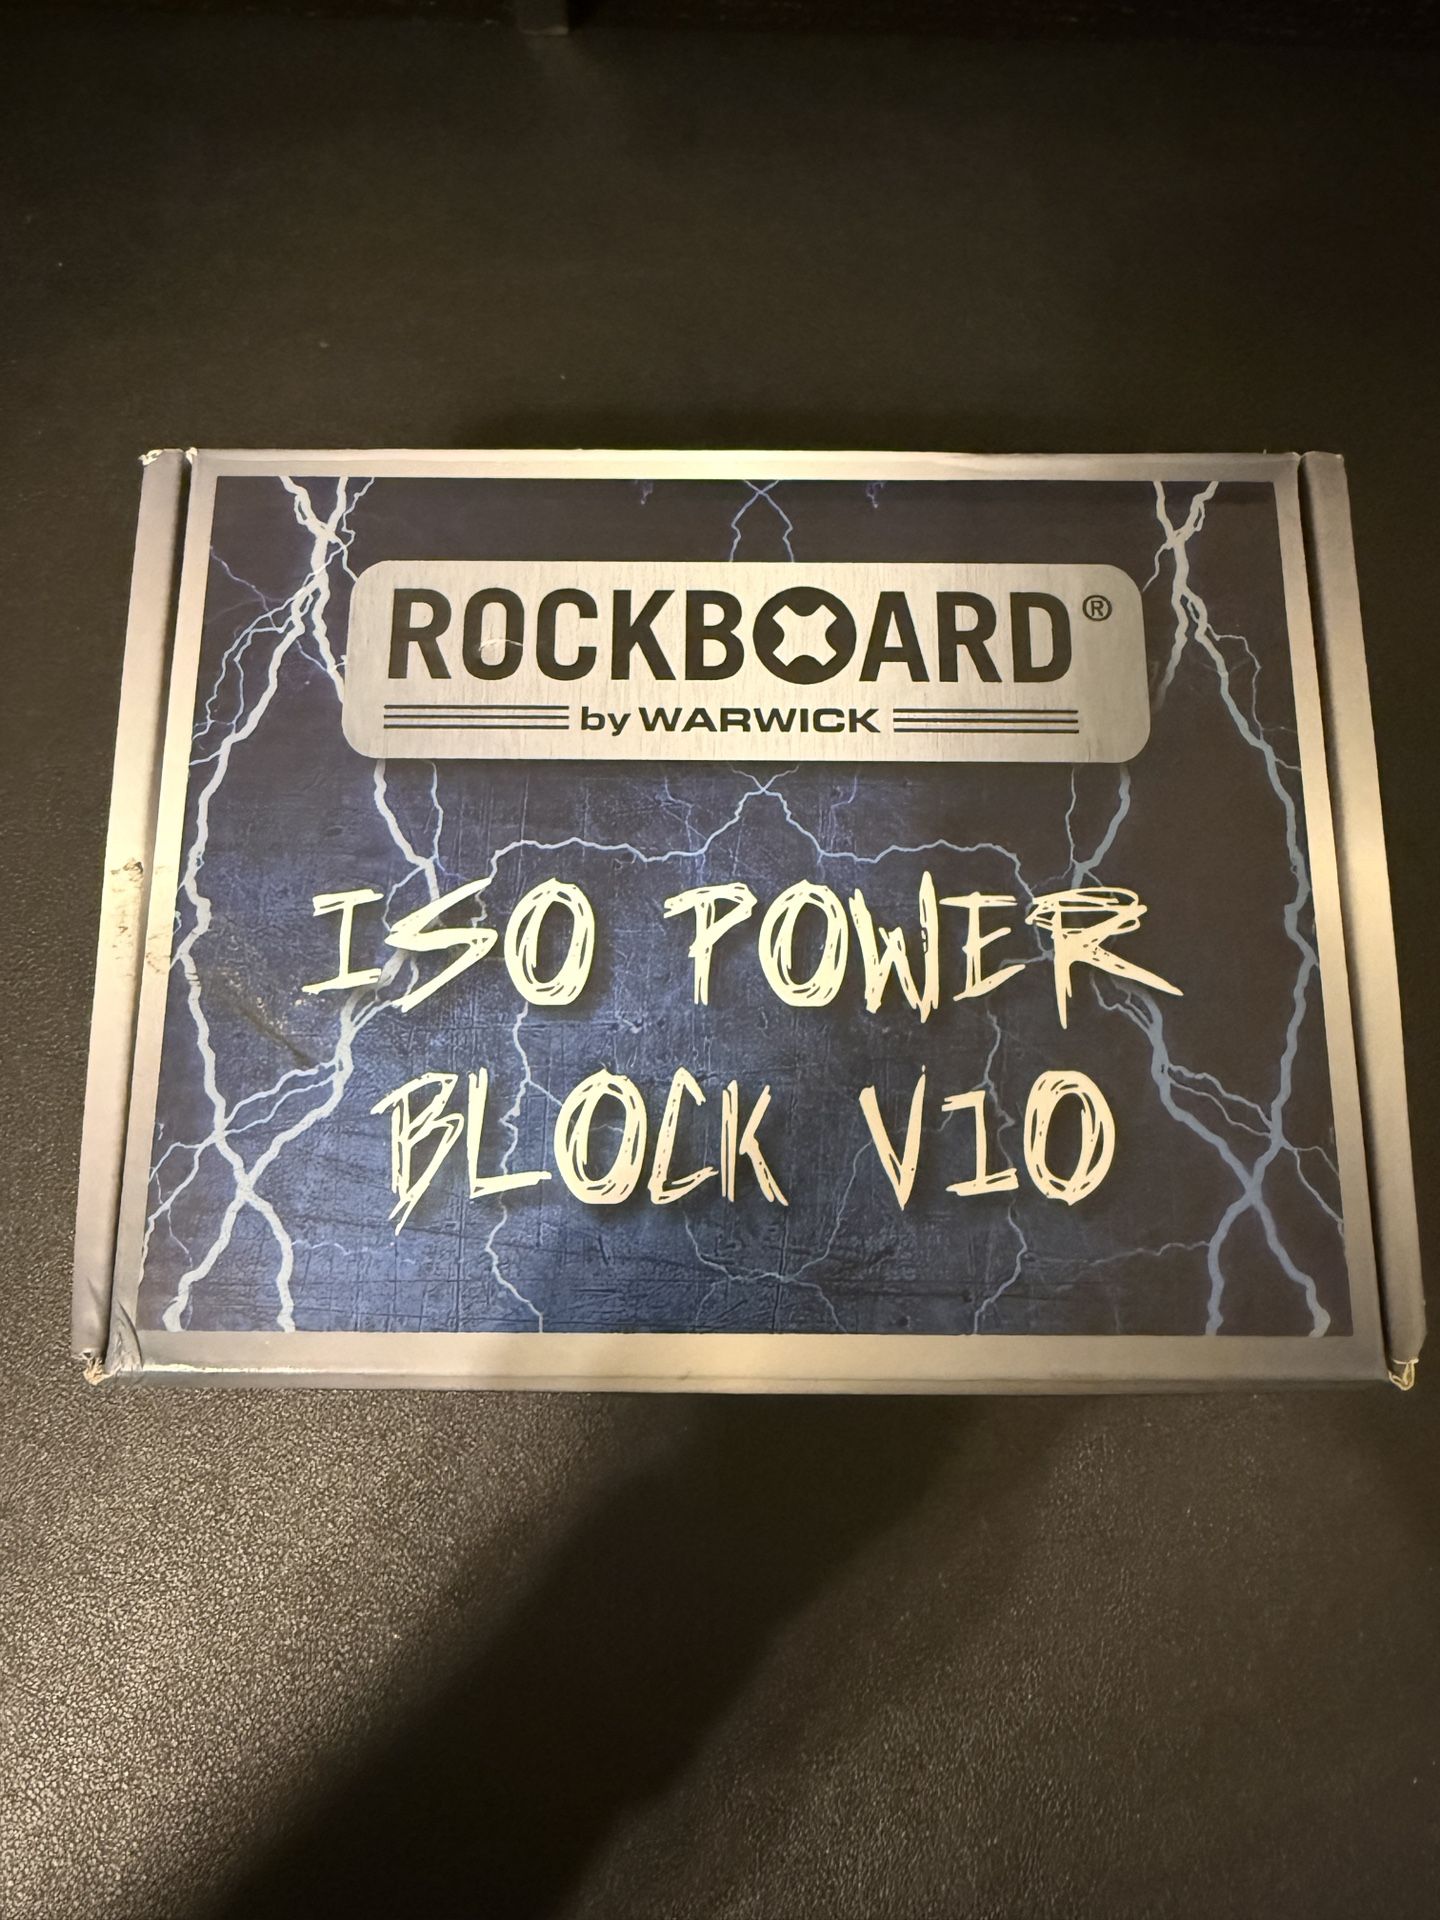 ROCKBOARD®
by WARWICK
ISO POWER
BLOCK V10